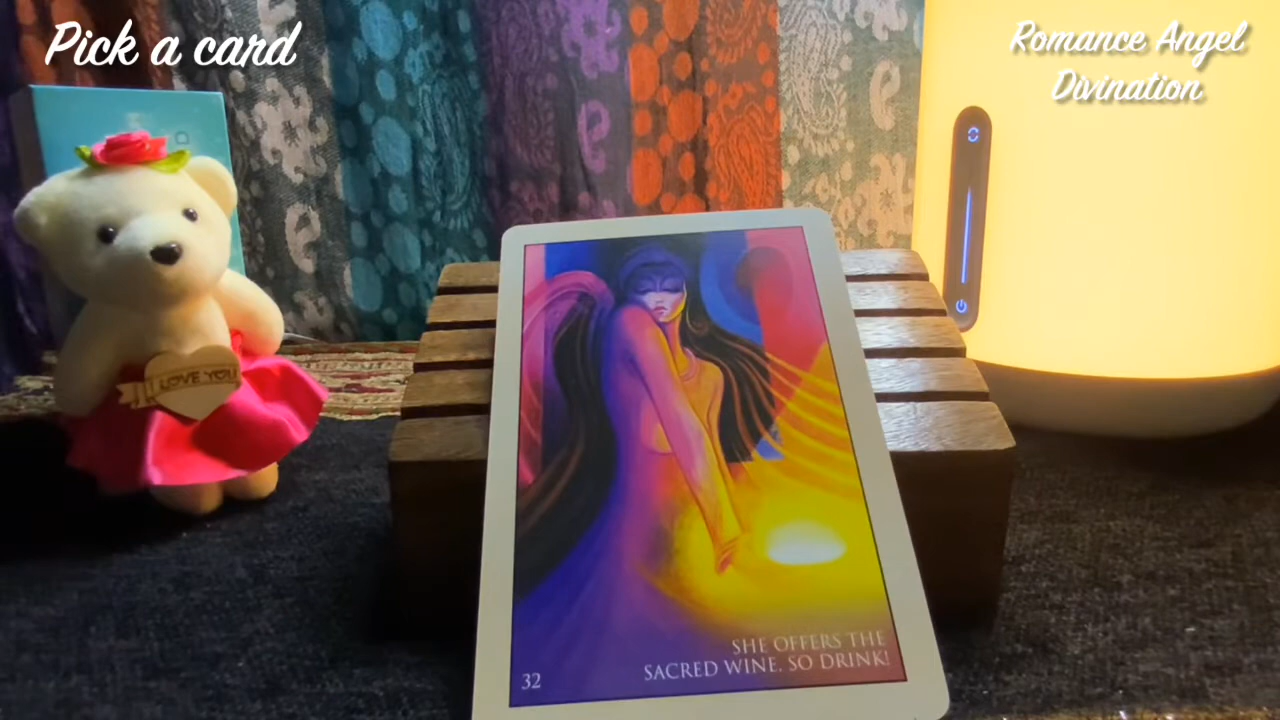 Pick a card
Romance Angel
Divination
I LOVE YOU
SHE OFFERS THE
SACRED WINE. SO DRINK!
32